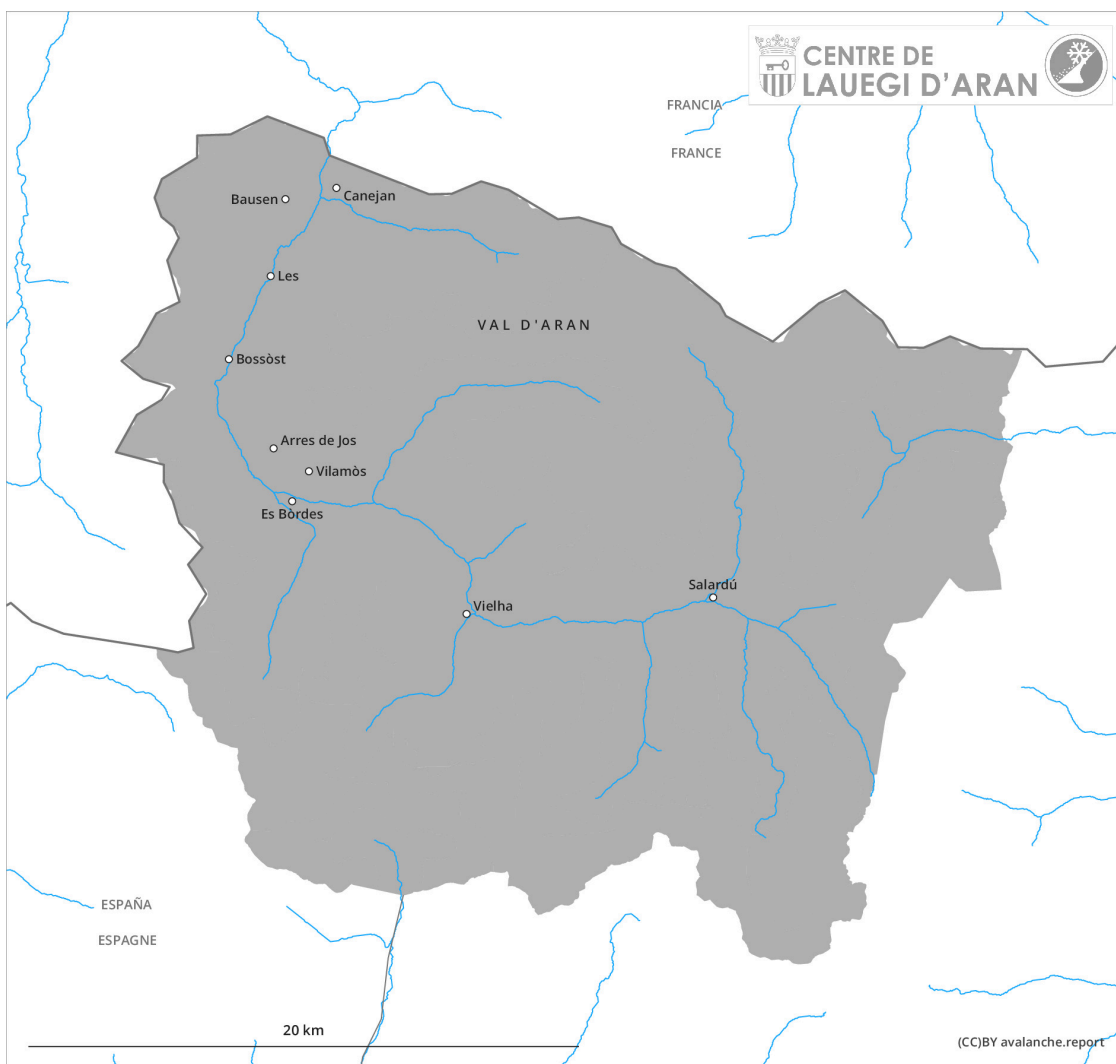 CENTRE DE
LAUEGI D'ARAN
FRANCIA
FRANCE
Bausen
Canejan
Les
VAL D'ARAN
Bossòst
Arres de Jos
Vilamòs
Es Bòrdes
Salardú
Vielha
ESPAÑA
ESPAGNE
20 km
(CC)BY avalanche.report